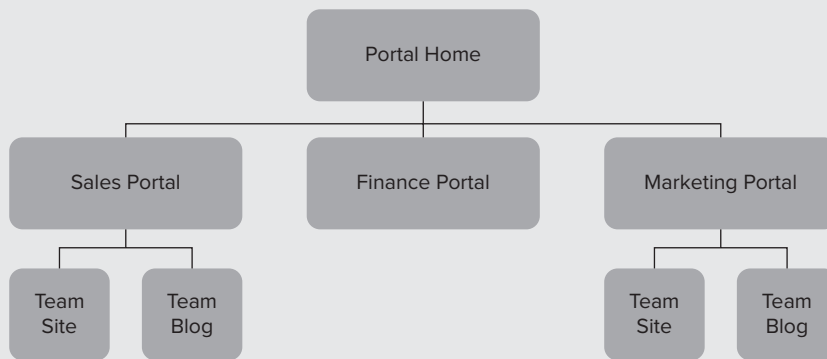 Portal Home
Sales Portal
Finance Portal
Marketing Portal
Team
Site
Team
Blog
Team
Site
Team
Blog